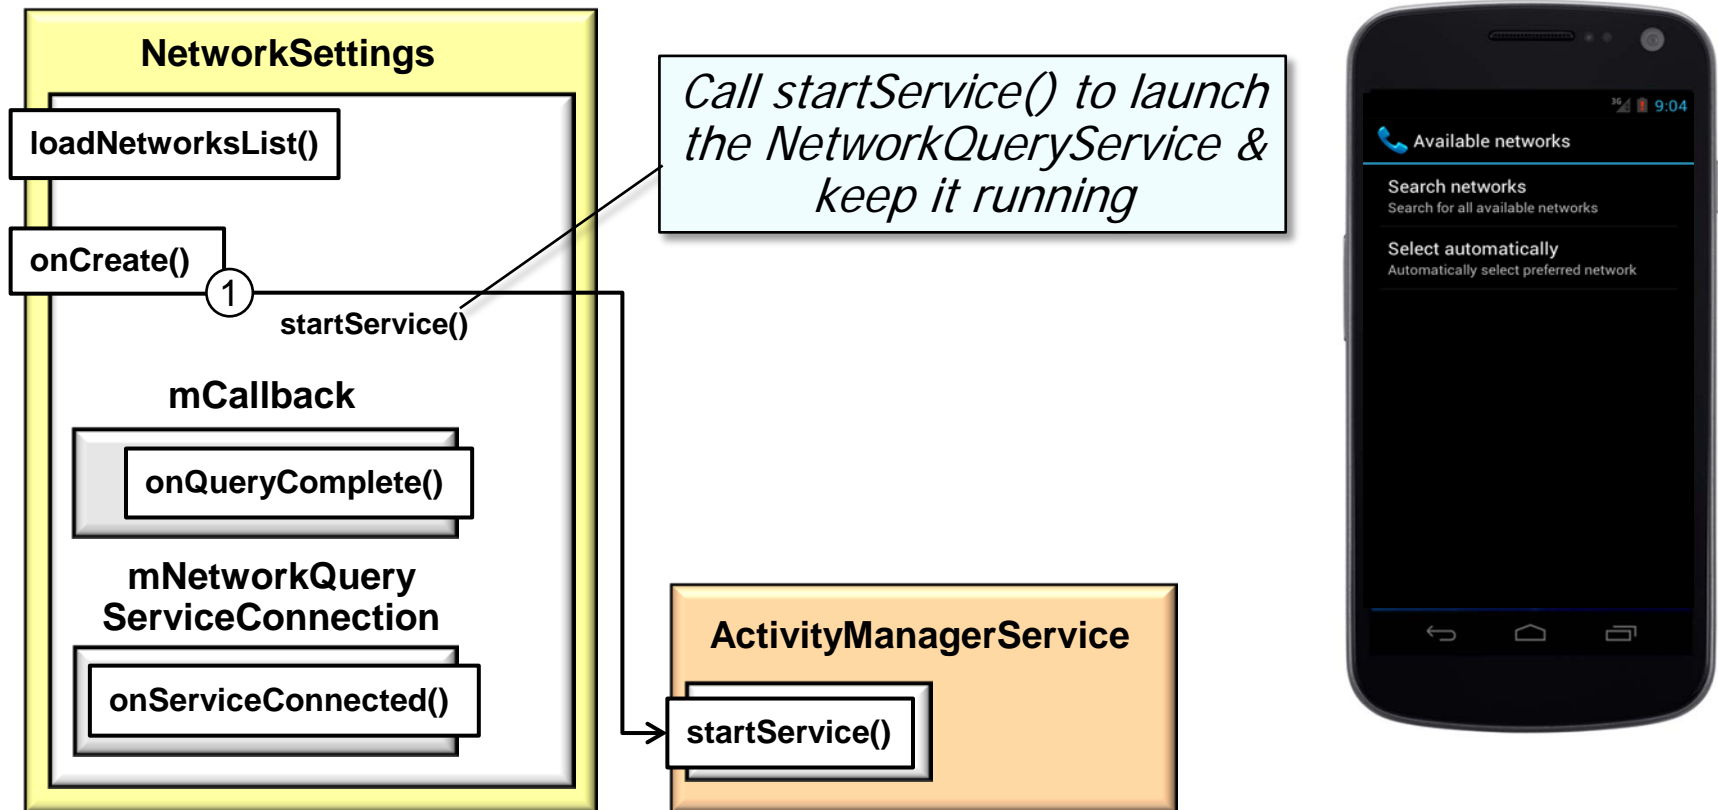 NetworkSettings
loadNetworksList()
onCreate()
1
startService()
mCallback
onQueryComplete()
mNetworkQuery
ServiceConnection
onServiceConnected()
Call startService() to launch
the NetworkQueryService &
keep it running
ActivityManagerService
startService()
3G 9:04
Available networks
Search networks
Search for all available networks
Select automatically
Automatically select preferred network